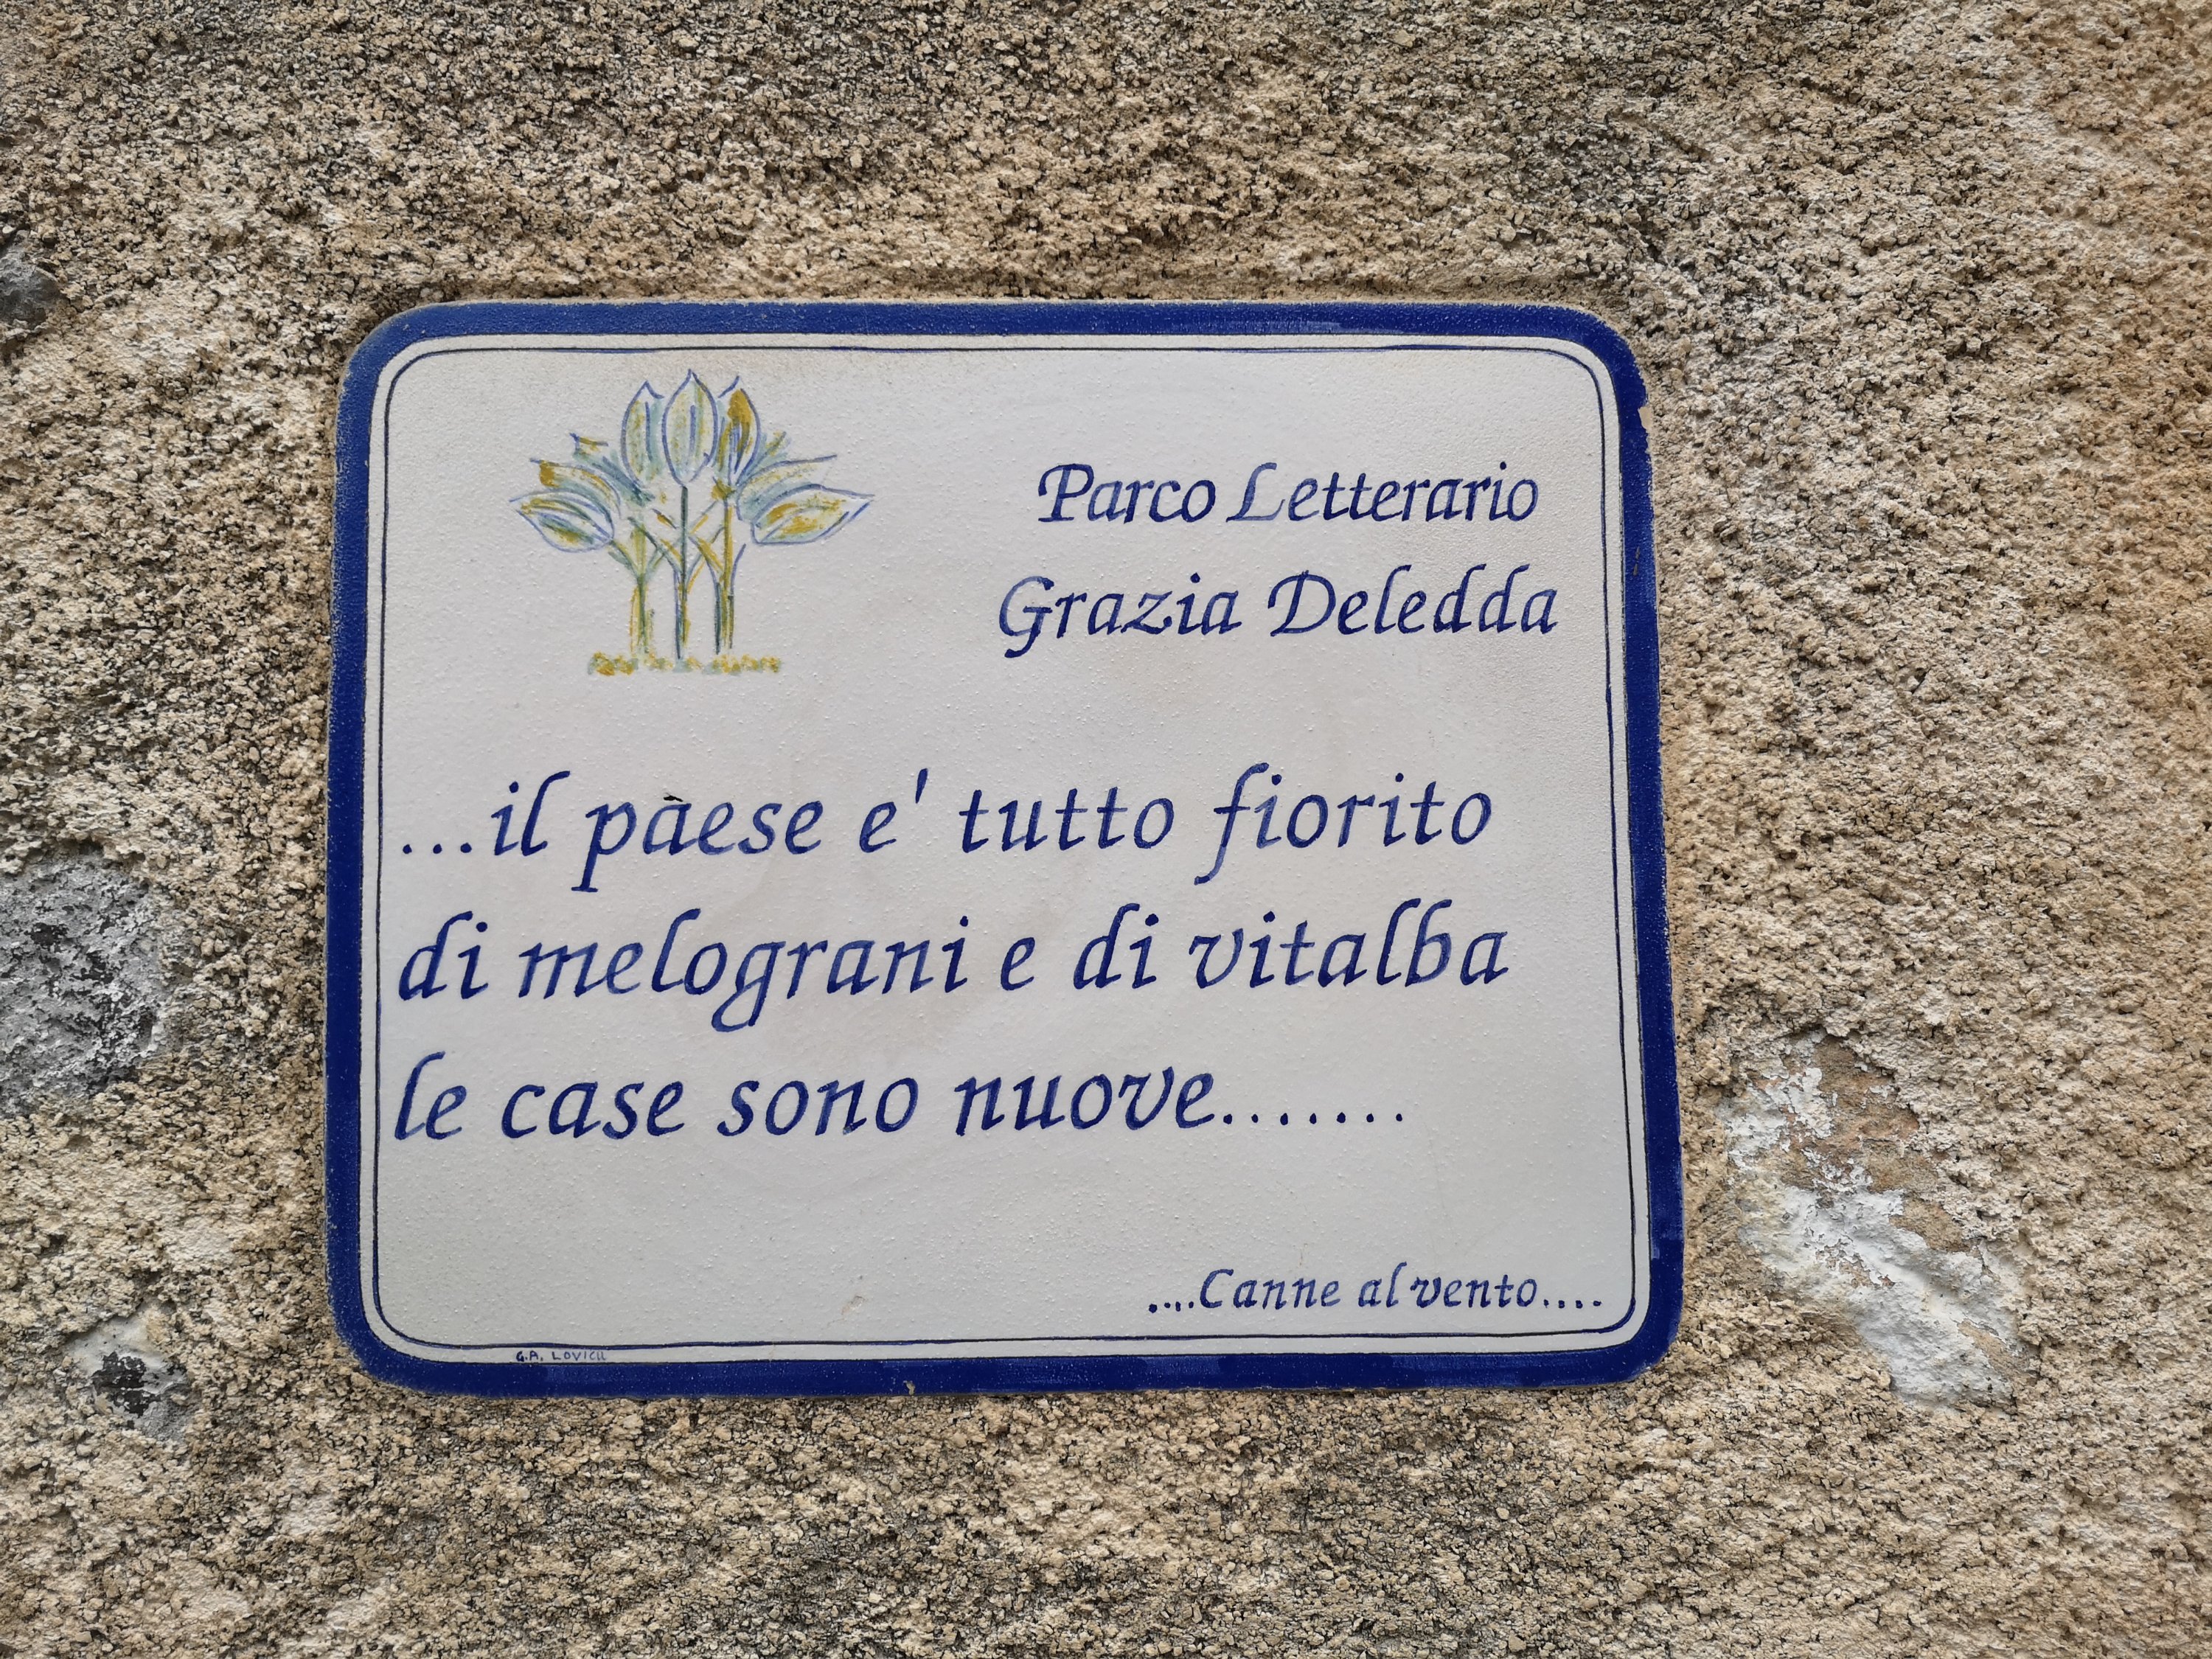 Parco Letterario
Grazia Deledda
...il paese e' tutto fiorito
di melograni e di vitalba
le case sono nuove.......
....Canne al vento....
G.A. LOVICU